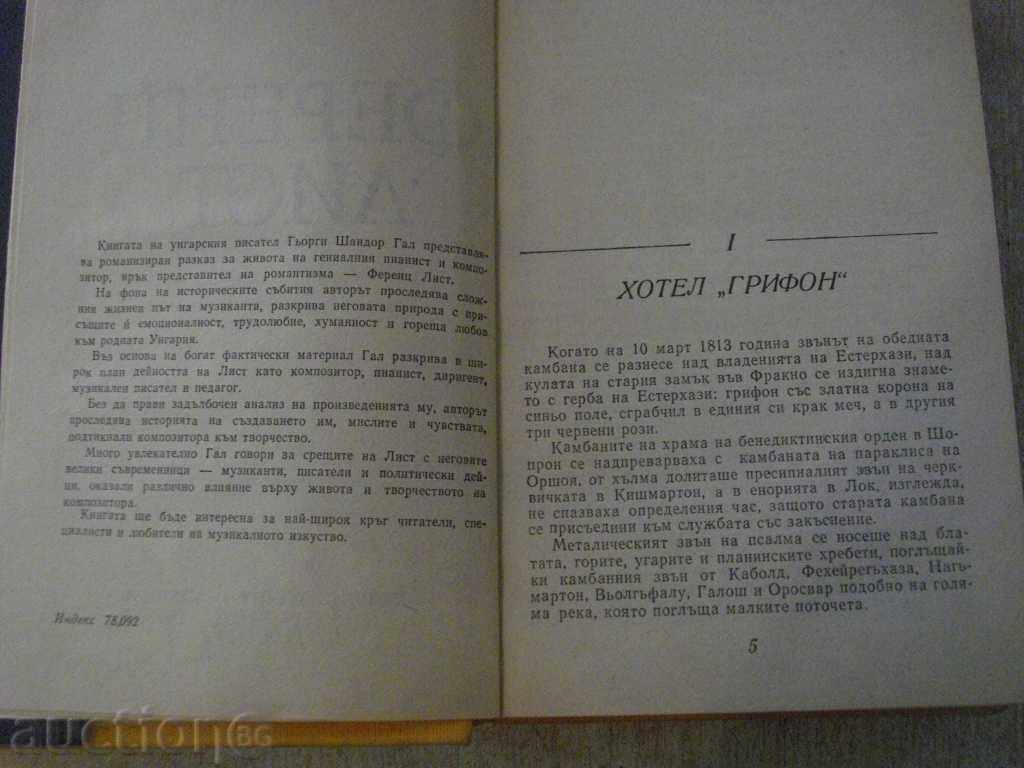 Книгата на унгарския писател Гьорги Шандор Гал представля-
ва романизиран разказ за живота на гениалния пианист и компо-
зитор, ярък представител на романтизма — Ференц Лист.
На фона на историческите събития авторът проследява слож-
ния жизнен път на музиканта, разкрива неговата природа с при-
същите ѝ емоционалност, трудолюбие, хуманност и гореща любов
към родната Унгария.
Въз основа на богат фактически материал Гал разкрива в ши-
рок план дейността на Лист като композитор, пианист, диригент,
музикален писател и педагог.
Без да прави задълбочен анализ на произведенията му, авторът
проследява историята на създаването им, мислите и чувствата,
подтиквали композитора към творчество.
Много увлекателно Гал говори за срещите на Лист с неговите
велики съвременници — музиканти, писатели и политически дей-
ци, оказали различно влияние върху живота и творчеството на
композитора.
Книгата ще бъде интересна за най-широк кръг читатели, спе-
циалисти и любители на музикалното изкуство.
Индекс 78,092
I
ХОТЕЛ „ГРИФОН“
Когато на 10 март 1813 година звънът на обедната
камбана се разнесе над владенията на Естерхази, над
кулата на стария замък във Фракно се издигна знаме-
то с герба на Естерхази: грифон със златна корона на
синьо поле, сграбчил в единия си крак меч, а в другия
три червени рози.
Камбаните на храма на бенедиктинския орден в Шо-
прон се надпреварваха с камбаната на параклиса на
Оршоя, от хълма долиташе пресипналият звън на черк-
вичката в Кишмартон, а в енорията в Лок, изглежда,
не спазваха определения час, защото старата камбана
се присъедини към службата със закъснение.
Металическият звън на псалма се носеше над бла-
тата, горите, угарите и планинските хребети, поглъщай-
ки камбанния звън от Каболд, Фехейрегьхаза, Нагь-
мартон, Вьолгьфалу, Галош и Оросвар подобно на голя-
ма река, която поглъща малките поточета.
5
auction86